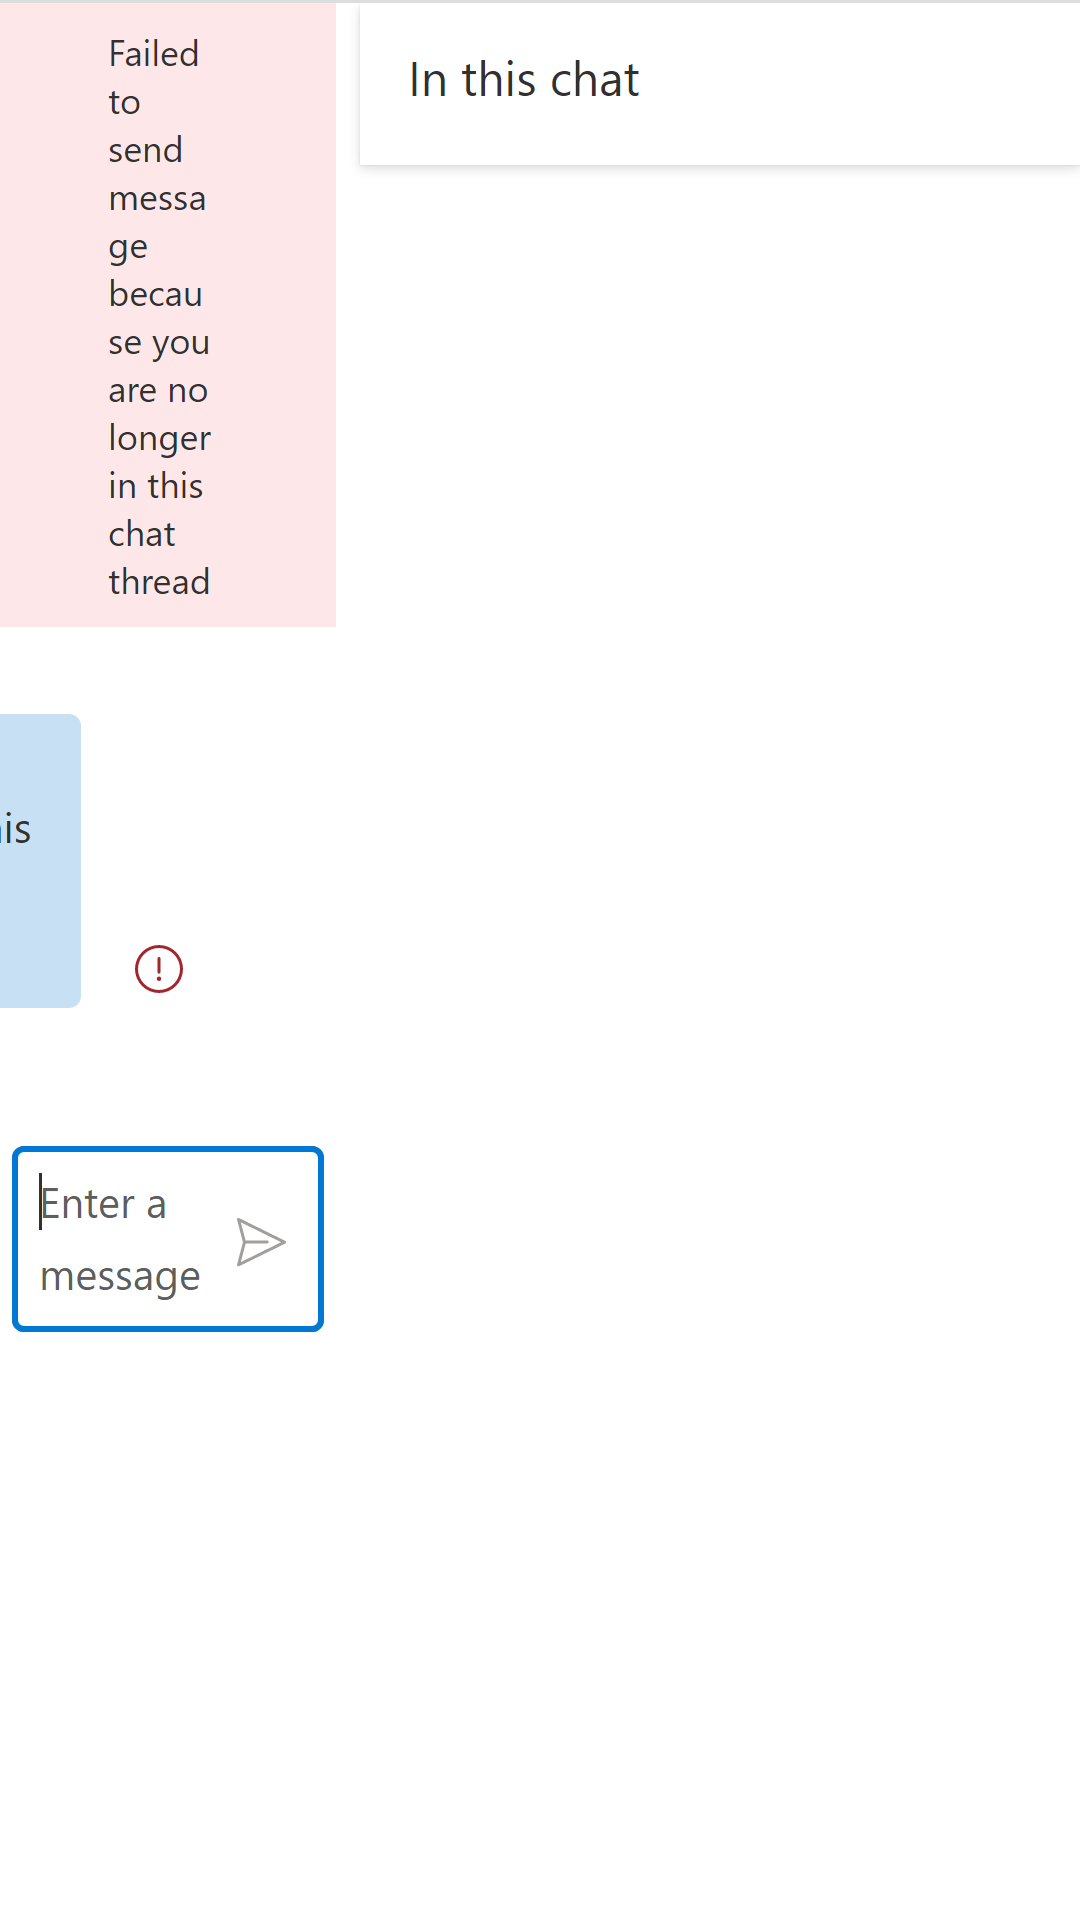 Failed
to
send
messa
ge
becau
se you
are no
longer
in this
chat
thread
In this chat
Enter a
message